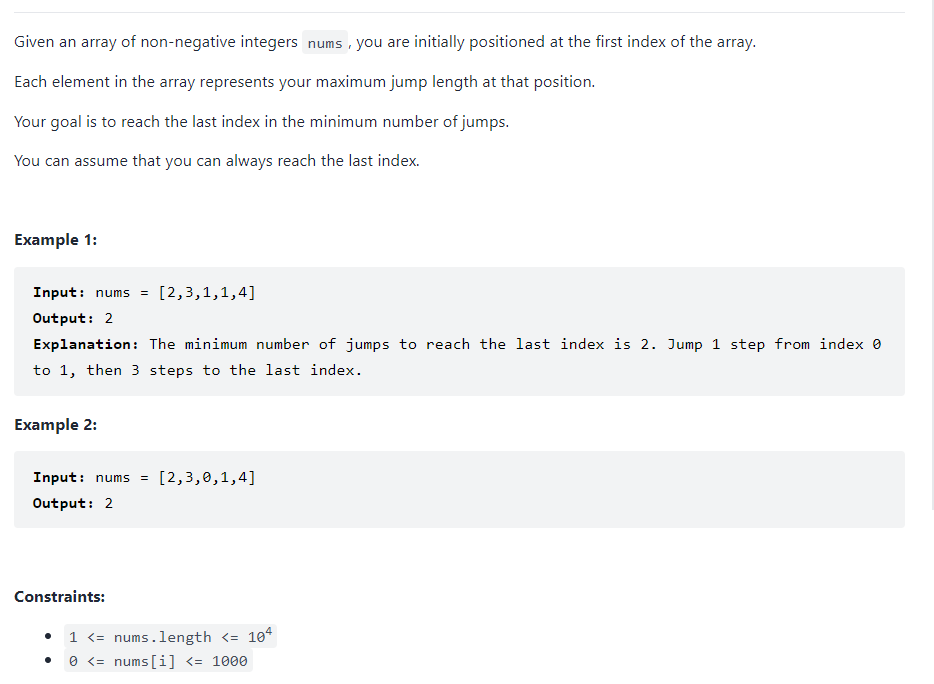 Given an array of non-negative integers nums , you are initially positioned at the first index of the array.
Each element in the array represents your maximum jump length at that position.
Your goal is to reach the last index in the minimum number of jumps.
You can assume that you can always reach the last index.
Example 1:
Input: nums = [2,3,1,1,4]
Output: 2
Explanation: The minimum number of jumps to reach the last index is 2. Jump 1 step from index 0
to 1, then 3 steps to the last index.
Example 2:
Input: nums = [2,3,0,1,4]
Output: 2
Constraints:
• 1 <= nums.length <= 10⁴
• 0 <= nums[i] <= 1000